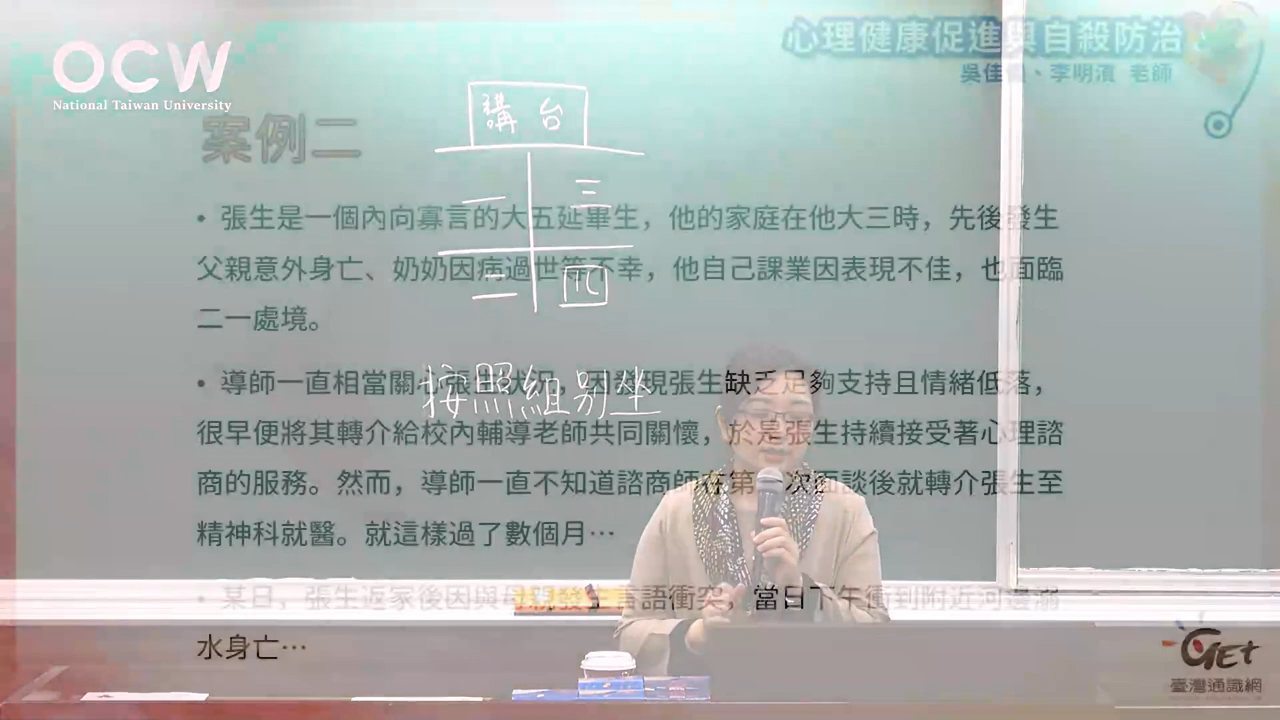 OCW
National Taiwan University
心理健康促進與自殺防治
吳佳儀、李明濱 老師
案例二
講台
一 三
二 四
按照組別坐
• 張生是一個內向寡言的大五延畢生，他的家庭在他大三時，先後發生
父親意外身亡、奶奶因病過世等不幸，他自己課業因表現不佳，也面臨
二一處境。
• 導師一直相當關心張生狀況，因發現張生缺乏足夠支持且情緒低落，
很早便將其轉介給校內輔導老師共同關懷，於是張生持續接受著心理諮
商的服務。然而，導師一直不知道諮商師在第一次面談後就轉介張生至
精神科就醫。就這樣過了數個月…
• 某日，張生返家後因與母親發生言語衝突，當日下午衝到附近河邊溺
水身亡…
GET
臺灣通識網